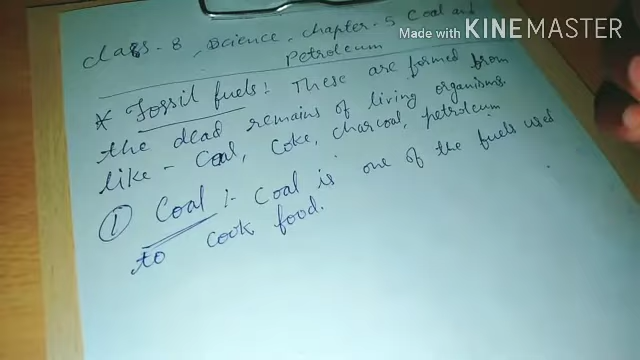 Made with KINEMASTER
Class - 8, Science, Chapter - 5 Coal and
Petroleum
* Fossil fuels: These are formed from
the dead remains of living organisms.
like - Coal, Coke, Charcoal, petroleum
① Coal :- Coal is one of the fuels used
to cook food.